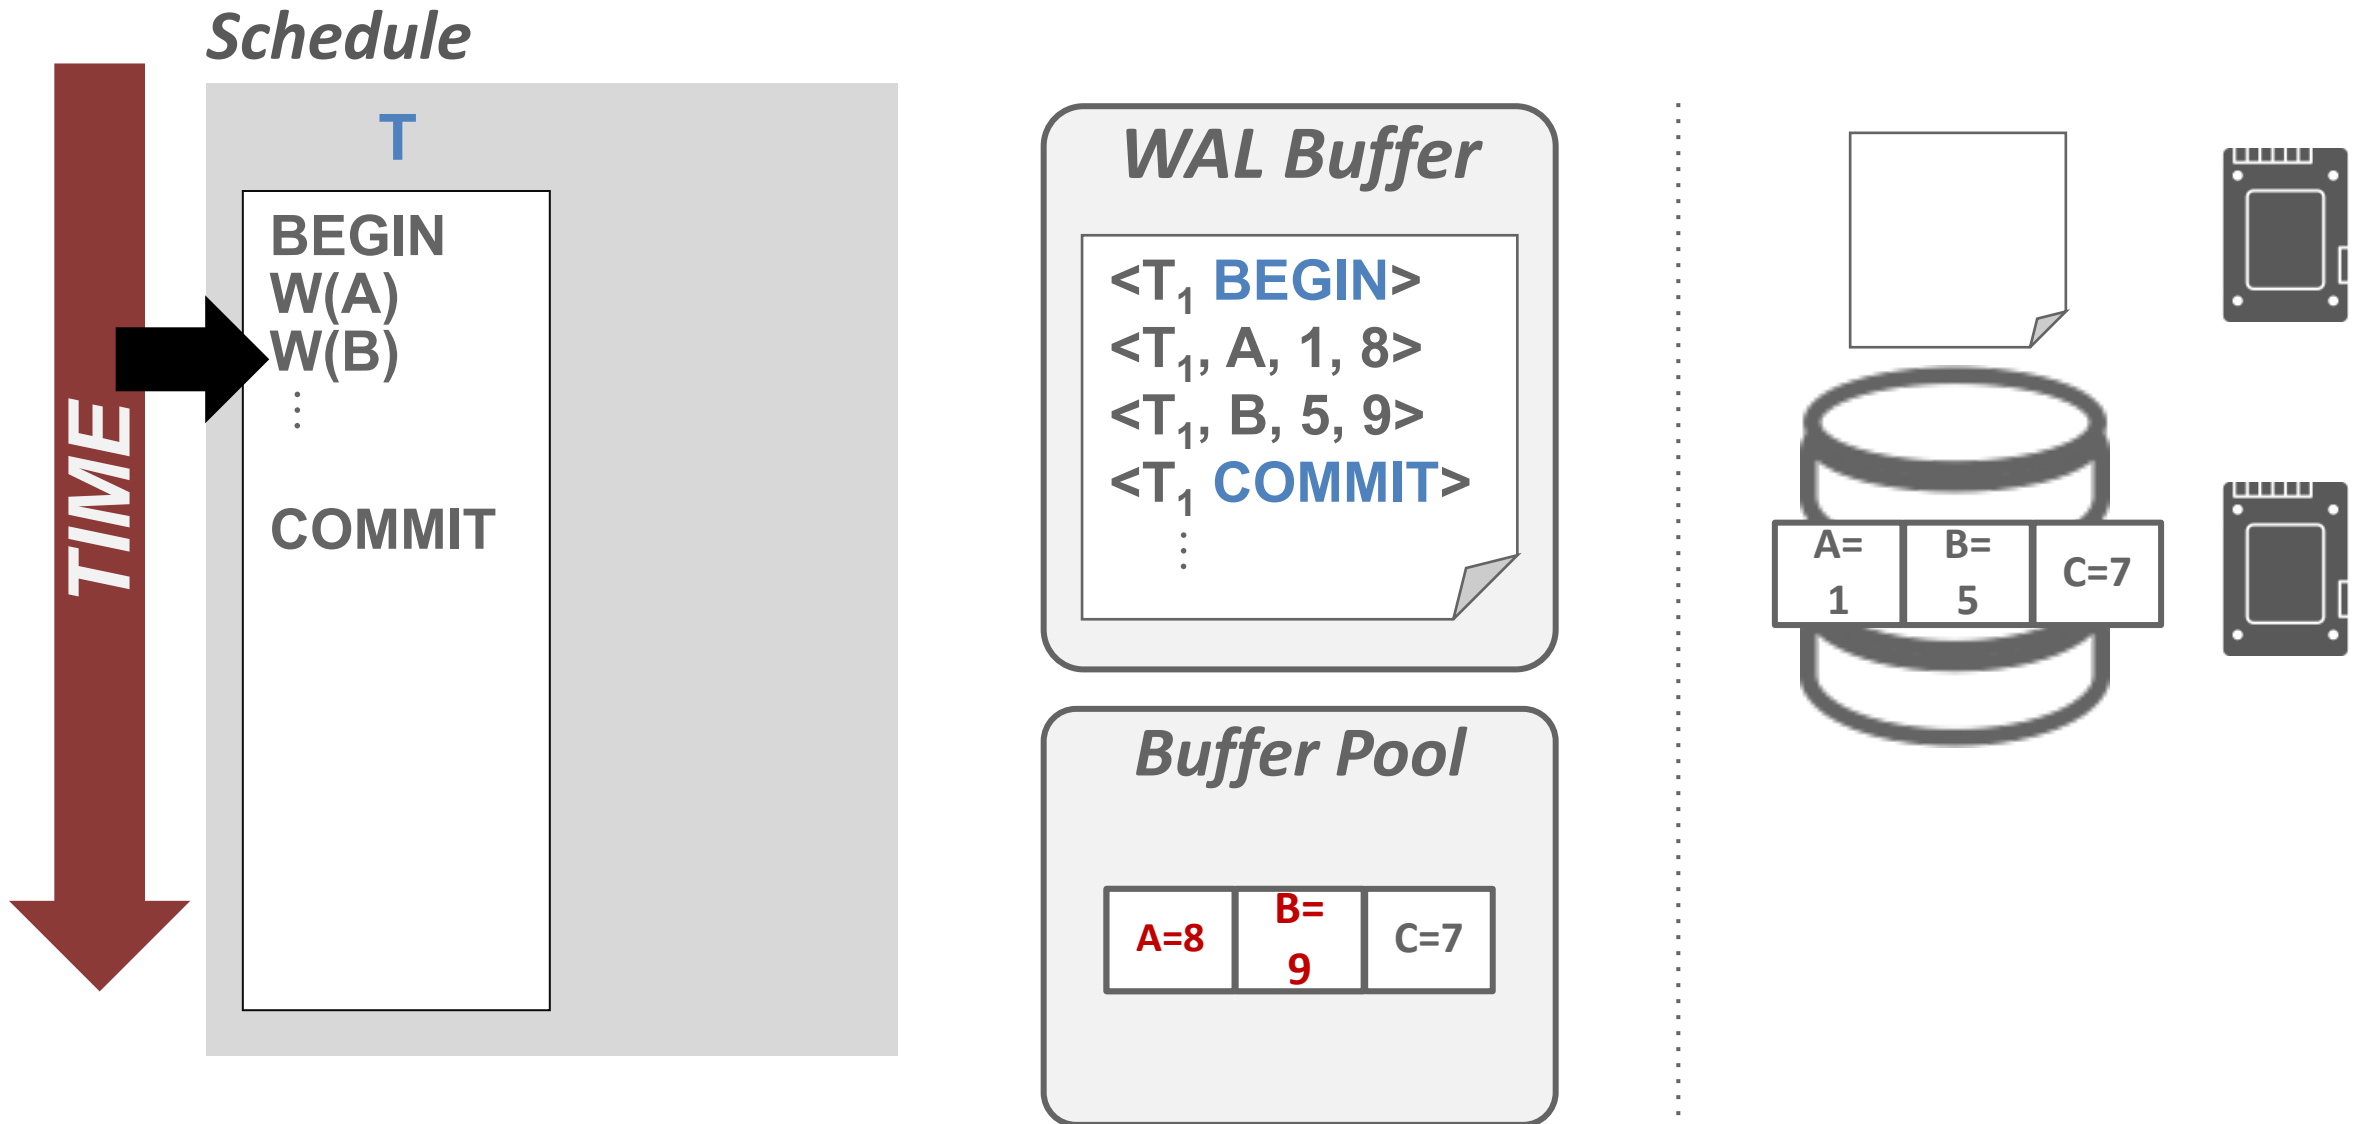 Schedule
TIME
T
BEGIN
W(A)
W(B)
⋮
COMMIT
WAL Buffer
<T₁ BEGIN>
<T₁, A, 1, 8>
<T₁, B, 5, 9>
<T₁ COMMIT>
⋮
Buffer Pool
A=8
B=
9
C=7
A=
1
B=
5
C=7